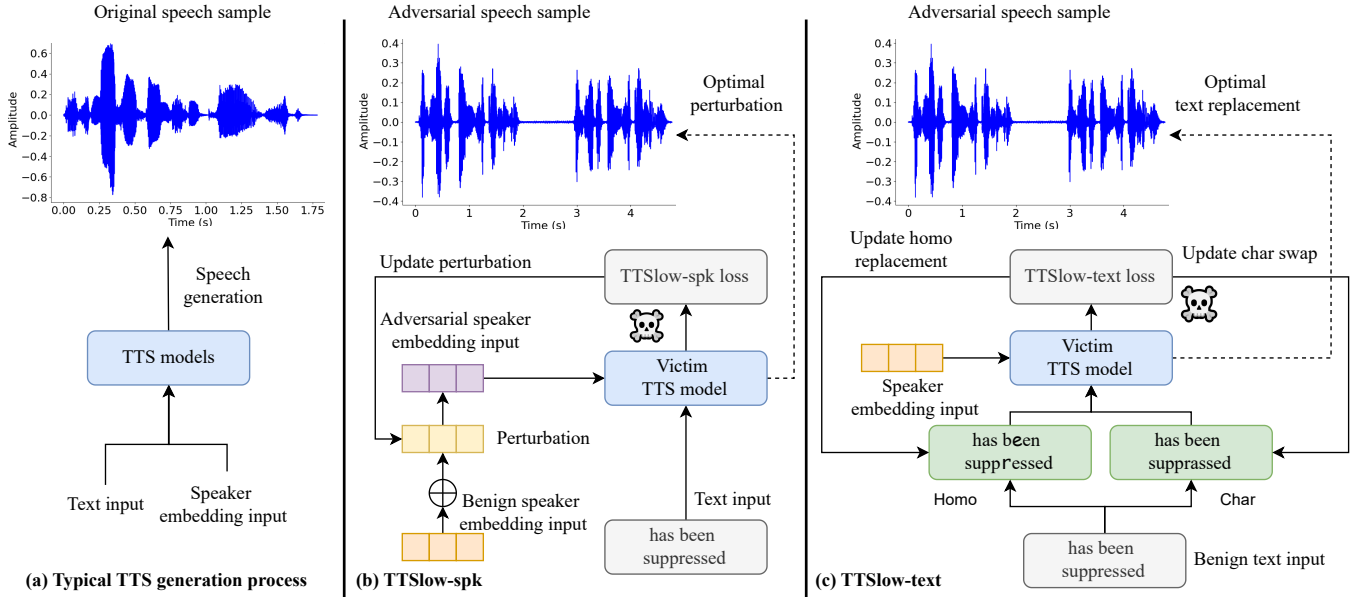 Original speech sample
Amplitude
0.6
0.4
0.2
0.0
−0.2
−0.4
−0.6
−0.8
0.00 0.25 0.50 0.75 1.00 1.25 1.50 1.75
Time (s)
Speech
generation
TTS models
Text input
Speaker
embedding input
(a) Typical TTS generation process
Adversarial speech sample
Amplitude
0.4
0.3
0.2
0.1
0.0
−0.1
−0.2
−0.3
−0.4
0 1 2 3 4
Time (s)
Optimal
perturbation
Update perturbation
TTSlow-spk loss
Adversarial speaker
embedding input
Victim
TTS model
Perturbation
Benign speaker
embedding input
Text input
has been
suppressed
(b) TTSlow-spk
Adversarial speech sample
Amplitude
0.4
0.3
0.2
0.1
0.0
−0.1
−0.2
−0.3
−0.4
0 1 2 3 4
Time (s)
Optimal
text replacement
Update homo
replacement
TTSlow-text loss
Update char swap
Victim
TTS model
Speaker
embedding input
has been
suppressed
has been
supprassed
Homo
Char
has been
suppressed
Benign text input
(c) TTSlow-text